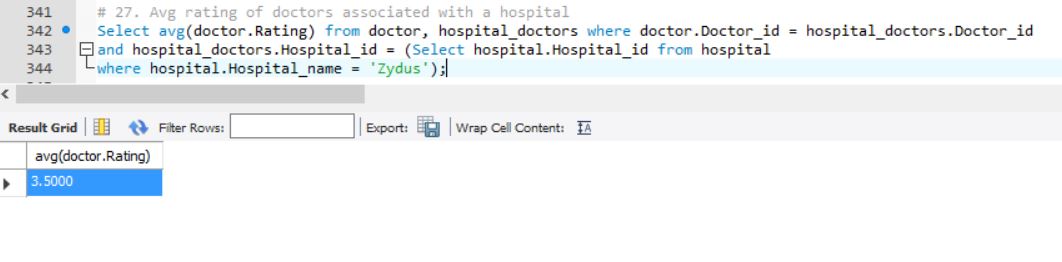 341 # 27. Avg rating of doctors associated with a hospital
342 Select avg(doctor.Rating) from doctor, hospital_doctors where doctor.Doctor_id = hospital_doctors.Doctor_id
343 and hospital_doctors.Hospital_id = (Select hospital.Hospital_id from hospital
344 where hospital.Hospital_name = 'Zydus');
Result Grid Filter Rows: Export: Wrap Cell Content:
avg(doctor.Rating)
3.5000